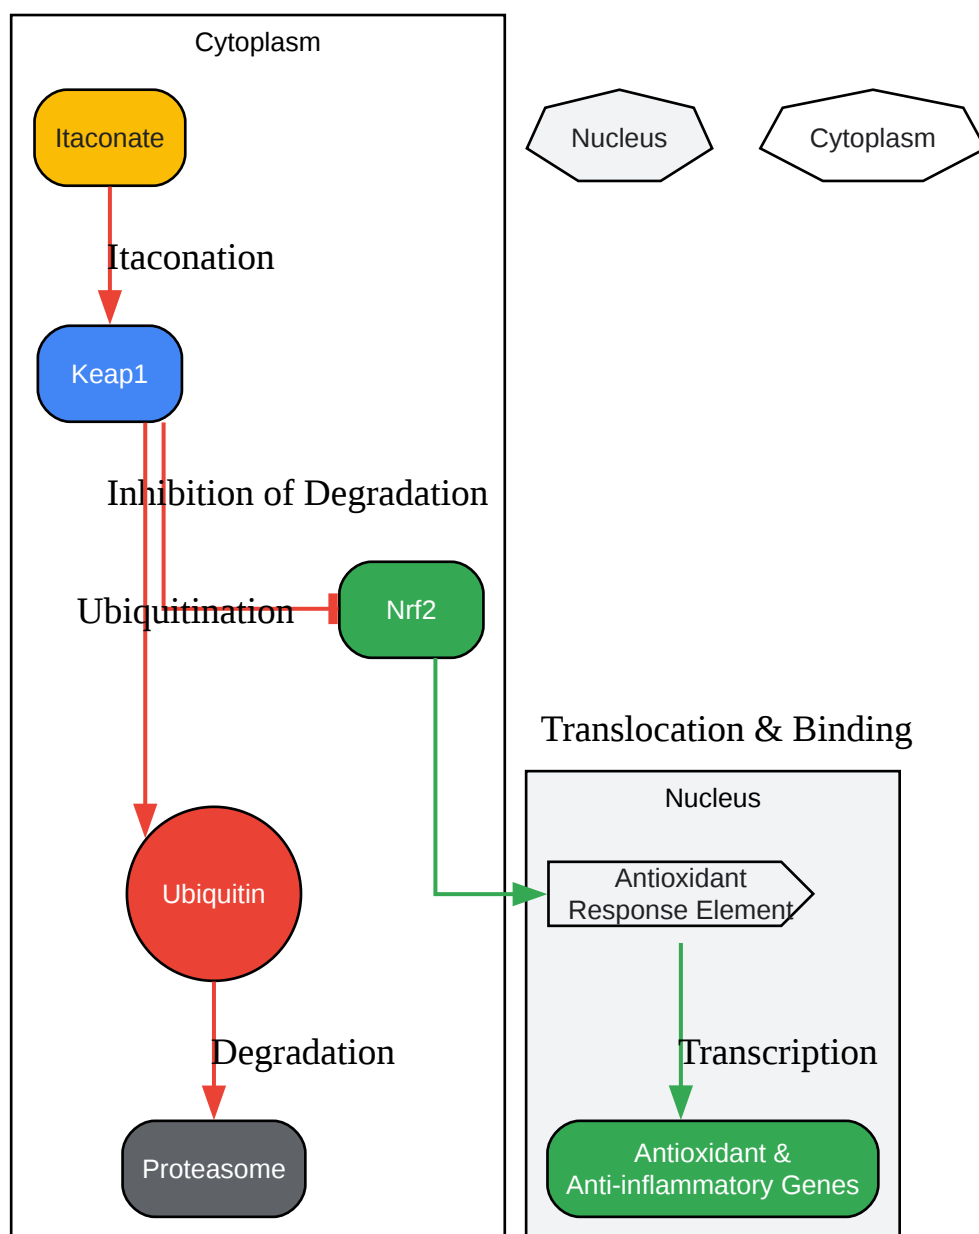 Cytoplasm
Itaconate
Nucleus
Cytoplasm
Itaconation
Keap1
Inhibition of Degradation
Ubiquitination
Nrf2
Translocation & Binding
Nucleus
Antioxidant
Response Element
Ubiquitin
Degradation
Transcription
Proteasome
Antioxidant &
Anti-inflammatory Genes